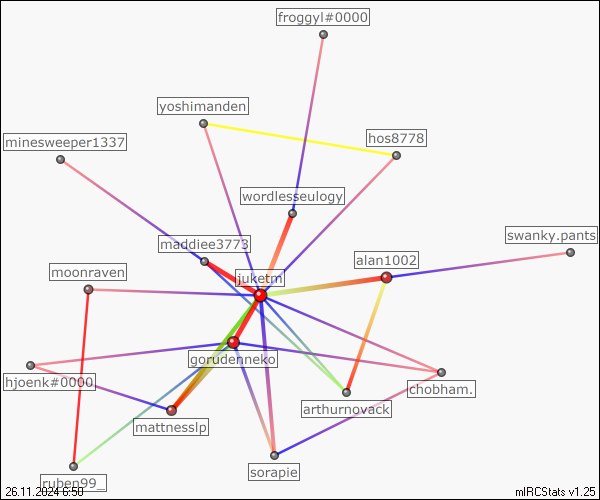 froggyl#0000
yoshimanden
minesweeper1337
hos8778
wordlesseulogy
swanky.pants
maddiee3773
alan1002
moonraven
juketm
gorudenneko
hjoenk#0000
chobham.
arthurnovack
mattnesslp
sorapie
ruben99_
26.11.2024 6:50
mIRCStats v1.25